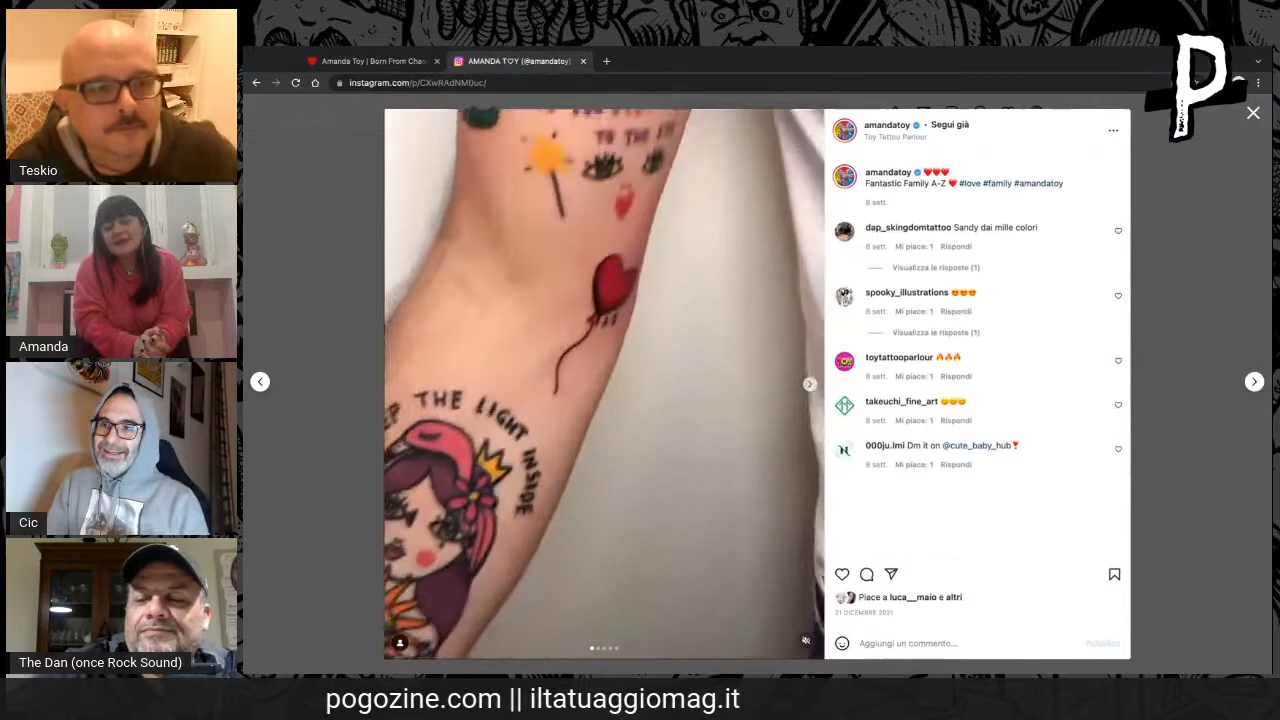 Teskio
Amanda
Cic
The Dan (once Rock Sound)
Amanda Toy | Born From Chao
AMANDA TOY (@amandatoy)
instagram.com/p/CXwRAdNM0uc/
TO THE
P THE LIGHT INSIDE
amandatoy • Segui già
Toy Tattoo Parlour
amandatoy ❤️❤️❤️
Fantastic Family A-Z ❤️ #love #family #amandatoy
8 sett.
dap_skingdomtattoo Sandy dai mille colori
8 sett. Mi piace: 1 Rispondi
Visualizza le risposte (1)
spooky_illustrations 😍😍😍
8 sett. Mi piace: 1 Rispondi
Visualizza le risposte (1)
toytattooparlour 🔥🔥🔥
8 sett. Mi piace: 1 Rispondi
takeuchi_fine_art 😊😊😊
8 sett. Mi piace: 1 Rispondi
000ju.lmi Dm it on @cute_baby_hub❣️
8 sett. Mi piace: 1 Rispondi
Piace a luca__maio e altri
21 DICEMBRE 2021
Aggiungi un commento...
Pubblica
P
pogozine.com || iltatuaggiomag.it